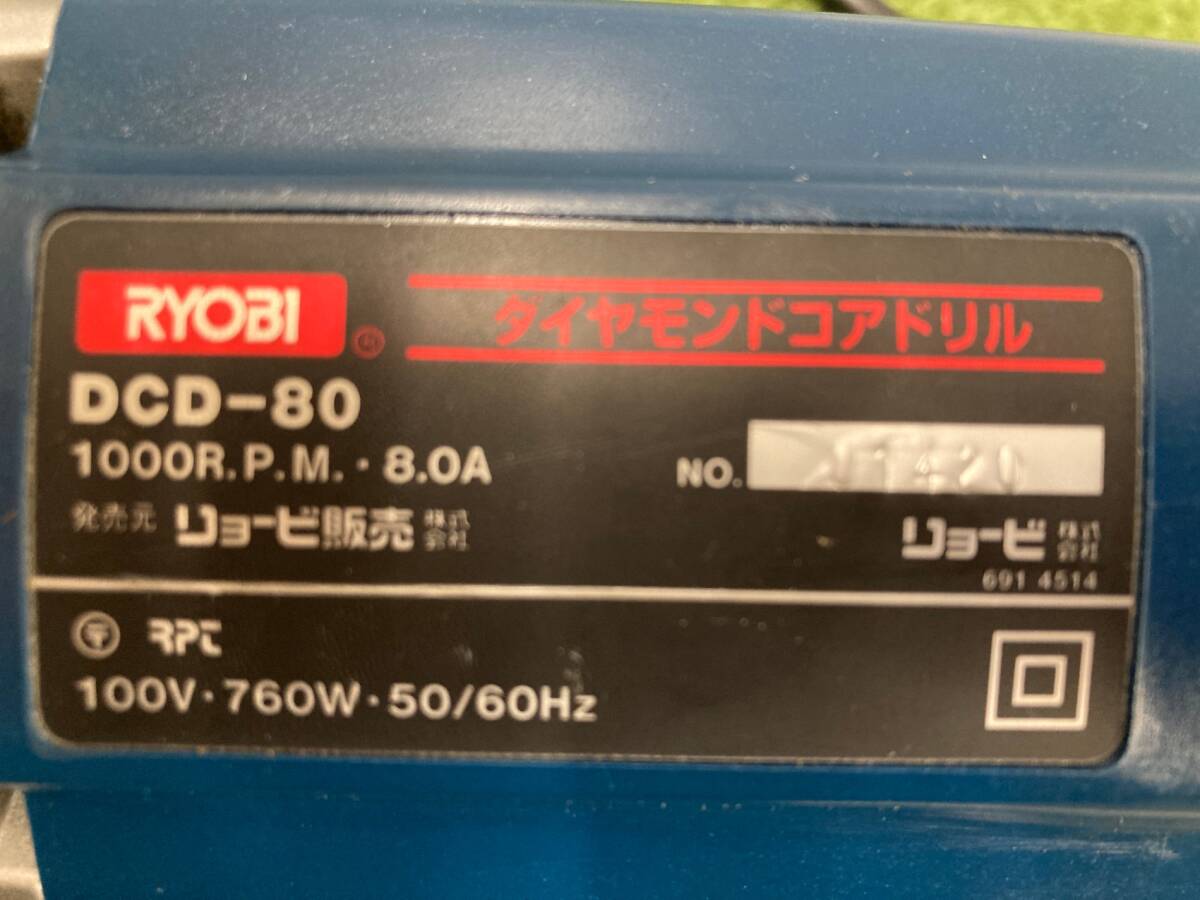 RYOBI
ダイヤモンドコアドリル
DCD-80
1000R.P.M.・8.0A
NO.
発売元 リョービ販売 株式会社
リョービ 株式会社
691 4514
〒
100V・760W・50/60Hz